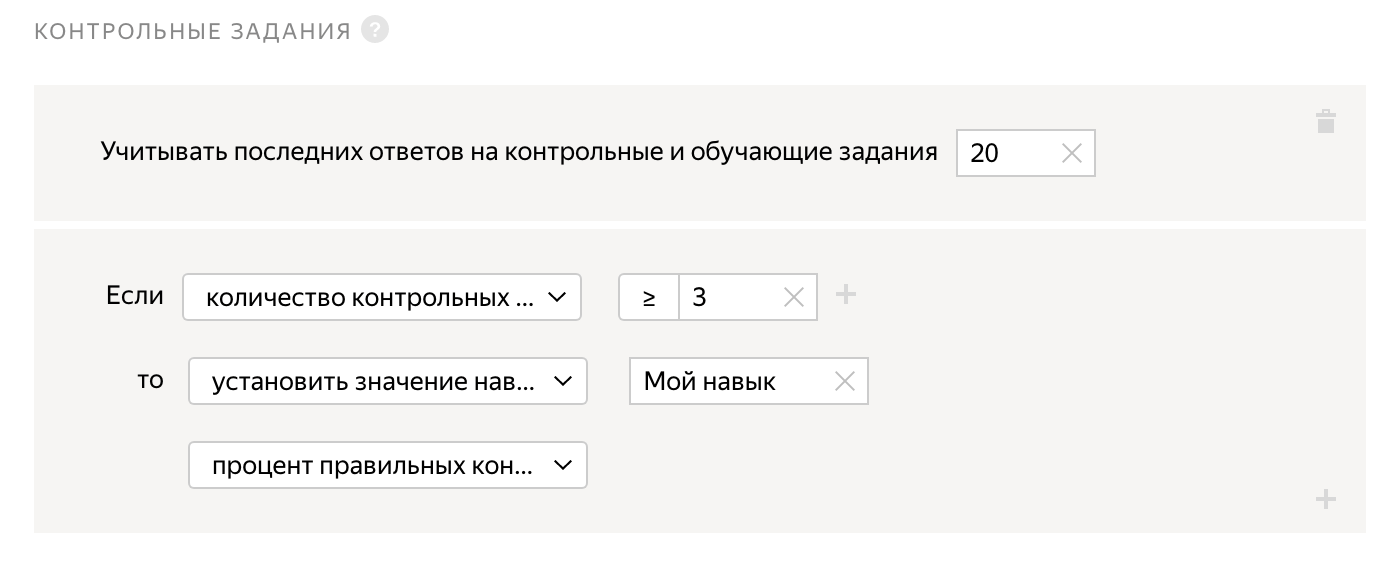 КОНТРОЛЬНЫЕ ЗАДАНИЯ ?
Учитывать последних ответов на контрольные и обучающие задания 20
Если количество контрольных ... ≥ 3
то установить значение нав... Мой навык
процент правильных кон...